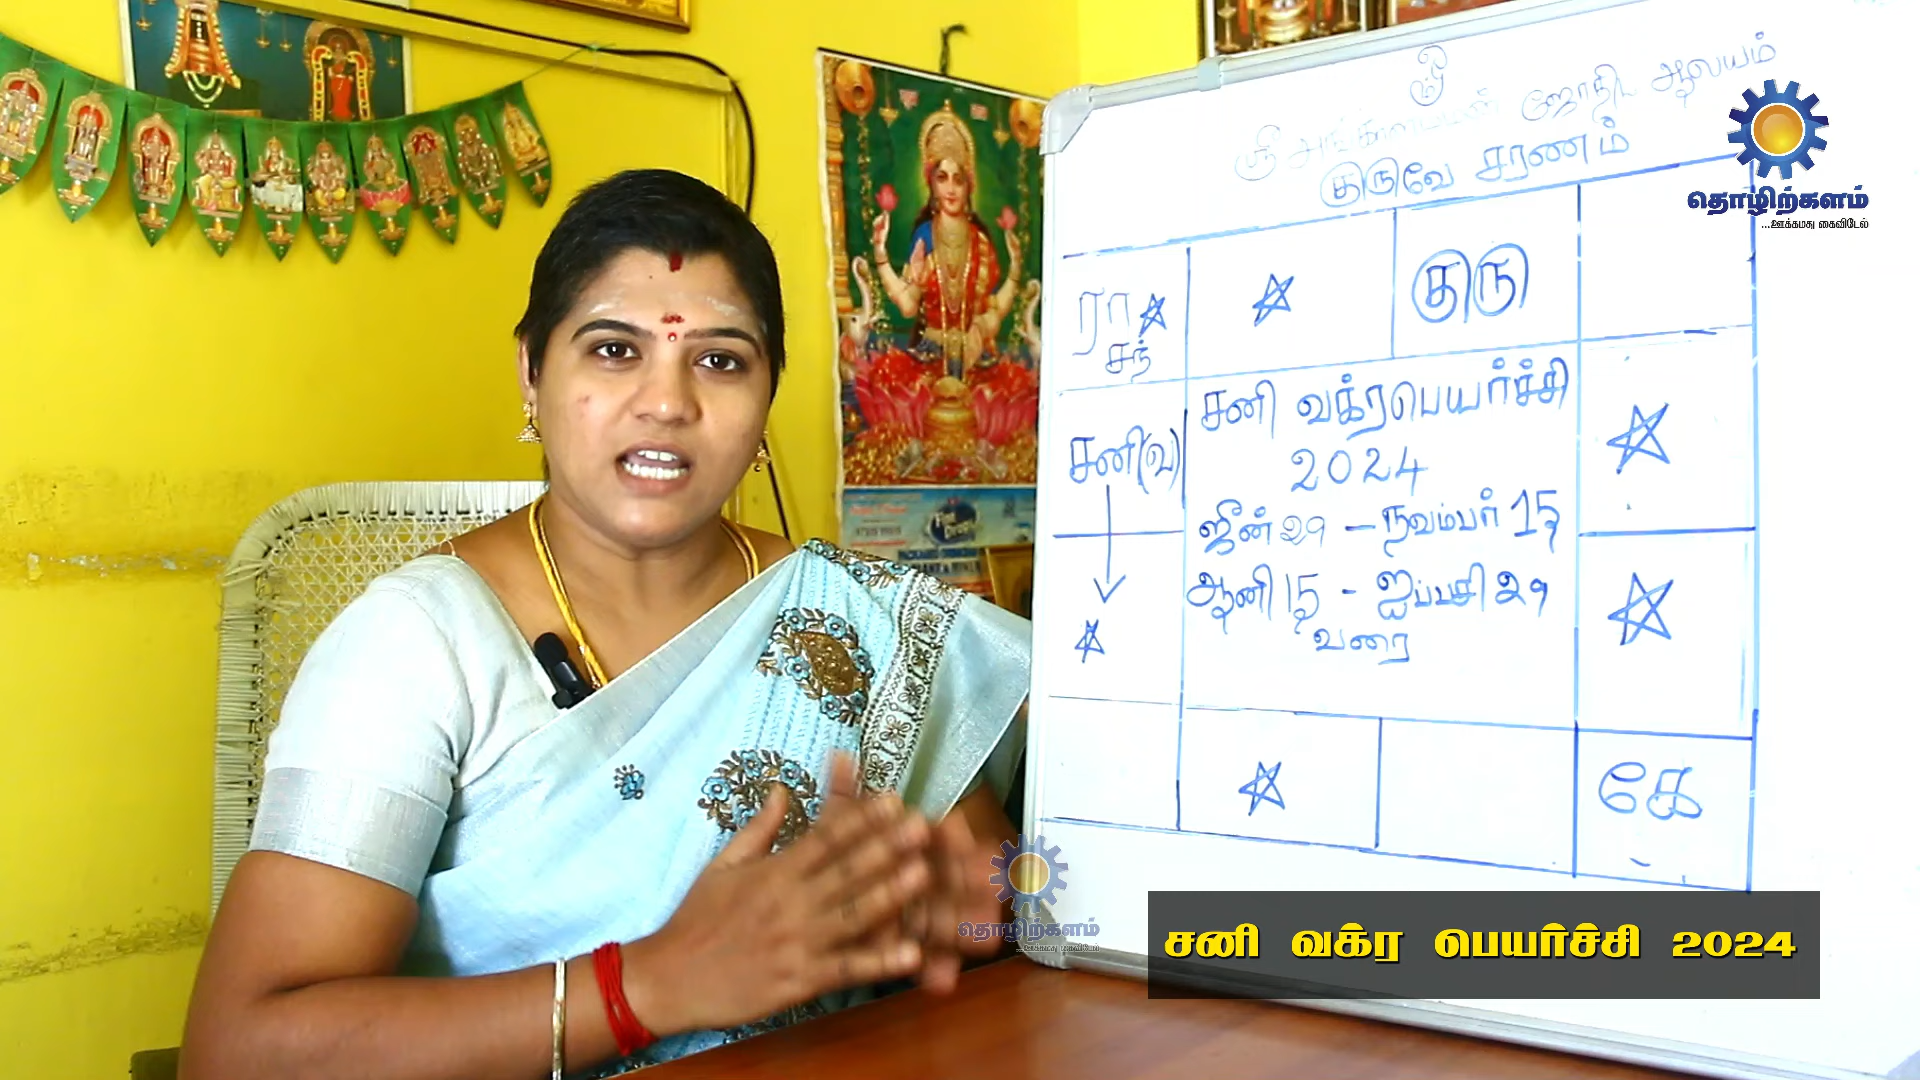 ஸ்ரீ அங்காளம்மன் ஜோதிட ஆலயம்
குருவே சரணம்
தொழிற்களம்
...ஊக்கமது கைவிடேல்
ரா
சந்
குரு
சனி(வ)
சனி வக்ரபெயர்ச்சி
2024
ஜீன் 29 - நவம்பர் 15
ஆனி 15 - ஐப்பசி 29
வரை
கே
தொழிற்களம்
சனி வக்ர பெயர்ச்சி 2024